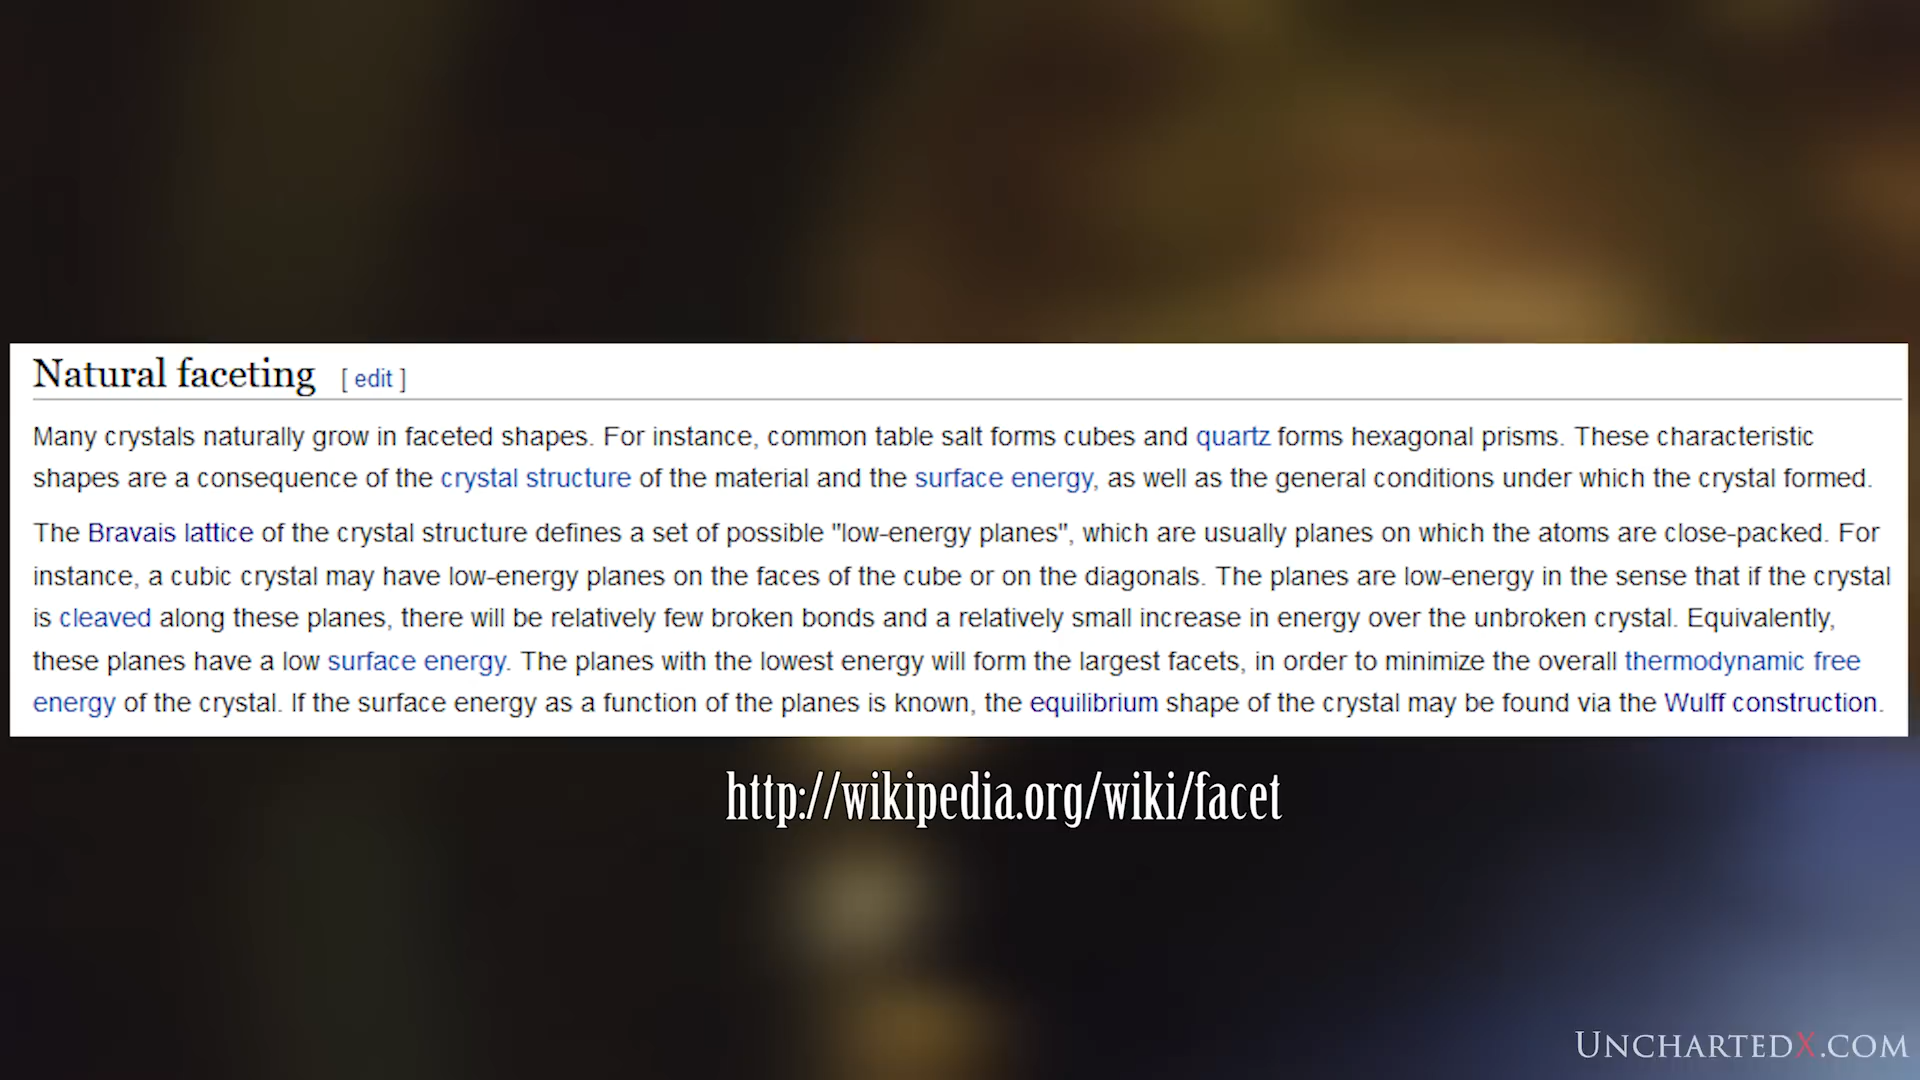 Natural faceting [ edit ]
Many crystals naturally grow in faceted shapes. For instance, common table salt forms cubes and quartz forms hexagonal prisms. These characteristic
shapes are a consequence of the crystal structure of the material and the surface energy, as well as the general conditions under which the crystal formed.
The Bravais lattice of the crystal structure defines a set of possible "low-energy planes", which are usually planes on which the atoms are close-packed. For
instance, a cubic crystal may have low-energy planes on the faces of the cube or on the diagonals. The planes are low-energy in the sense that if the crystal
is cleaved along these planes, there will be relatively few broken bonds and a relatively small increase in energy over the unbroken crystal. Equivalently,
these planes have a low surface energy. The planes with the lowest energy will form the largest facets, in order to minimize the overall thermodynamic free
energy of the crystal. If the surface energy as a function of the planes is known, the equilibrium shape of the crystal may be found via the Wulff construction.
http://wikipedia.org/wiki/facet
UNCHARTEDX.COM